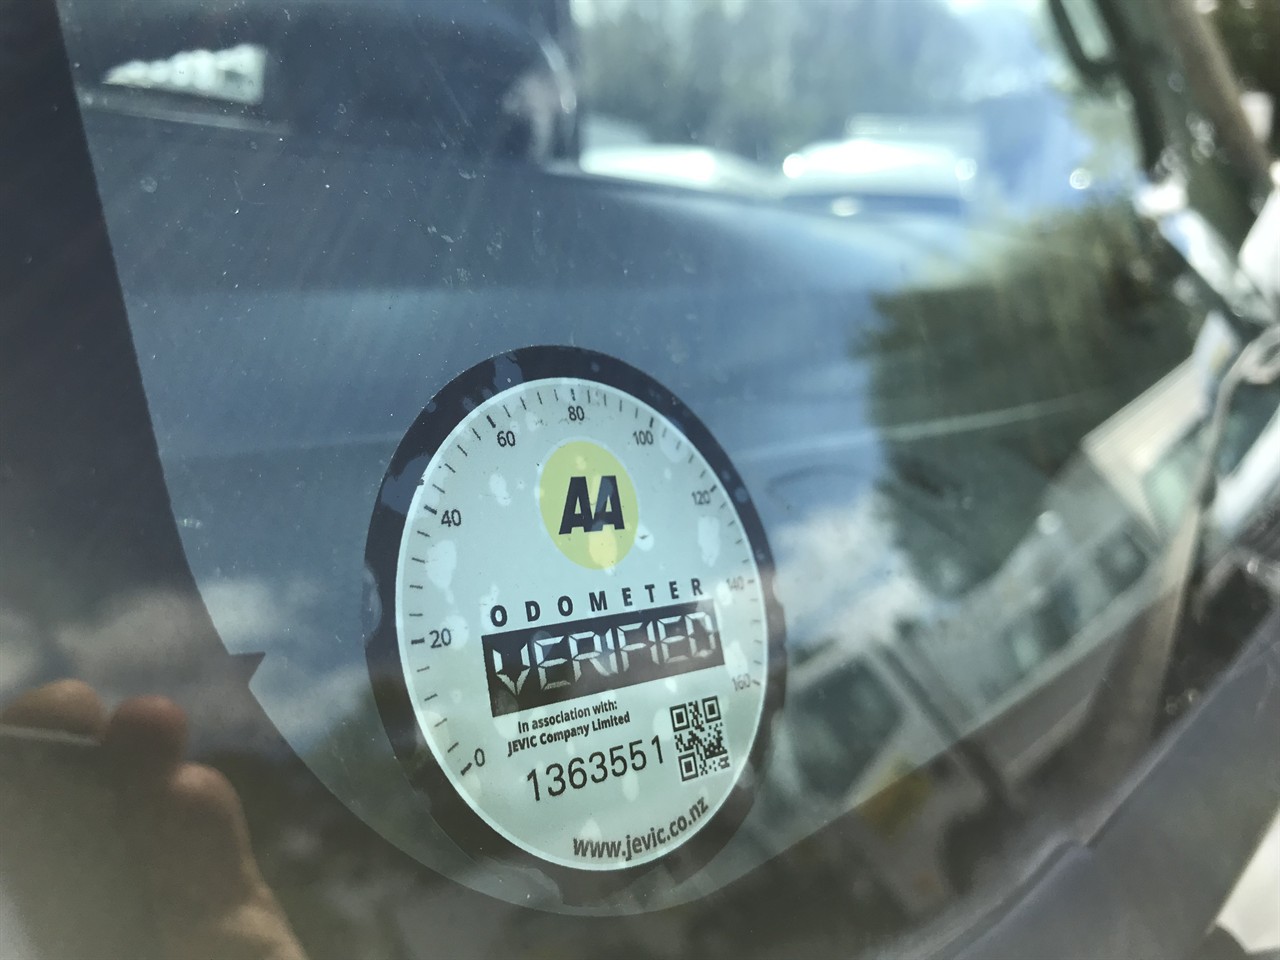 0
20
40
60
80
100
120
140
160
AA
ODOMETER
VERIFIED
In association with:
JEVIC Company Limited
1363551
www.jevic.co.nz